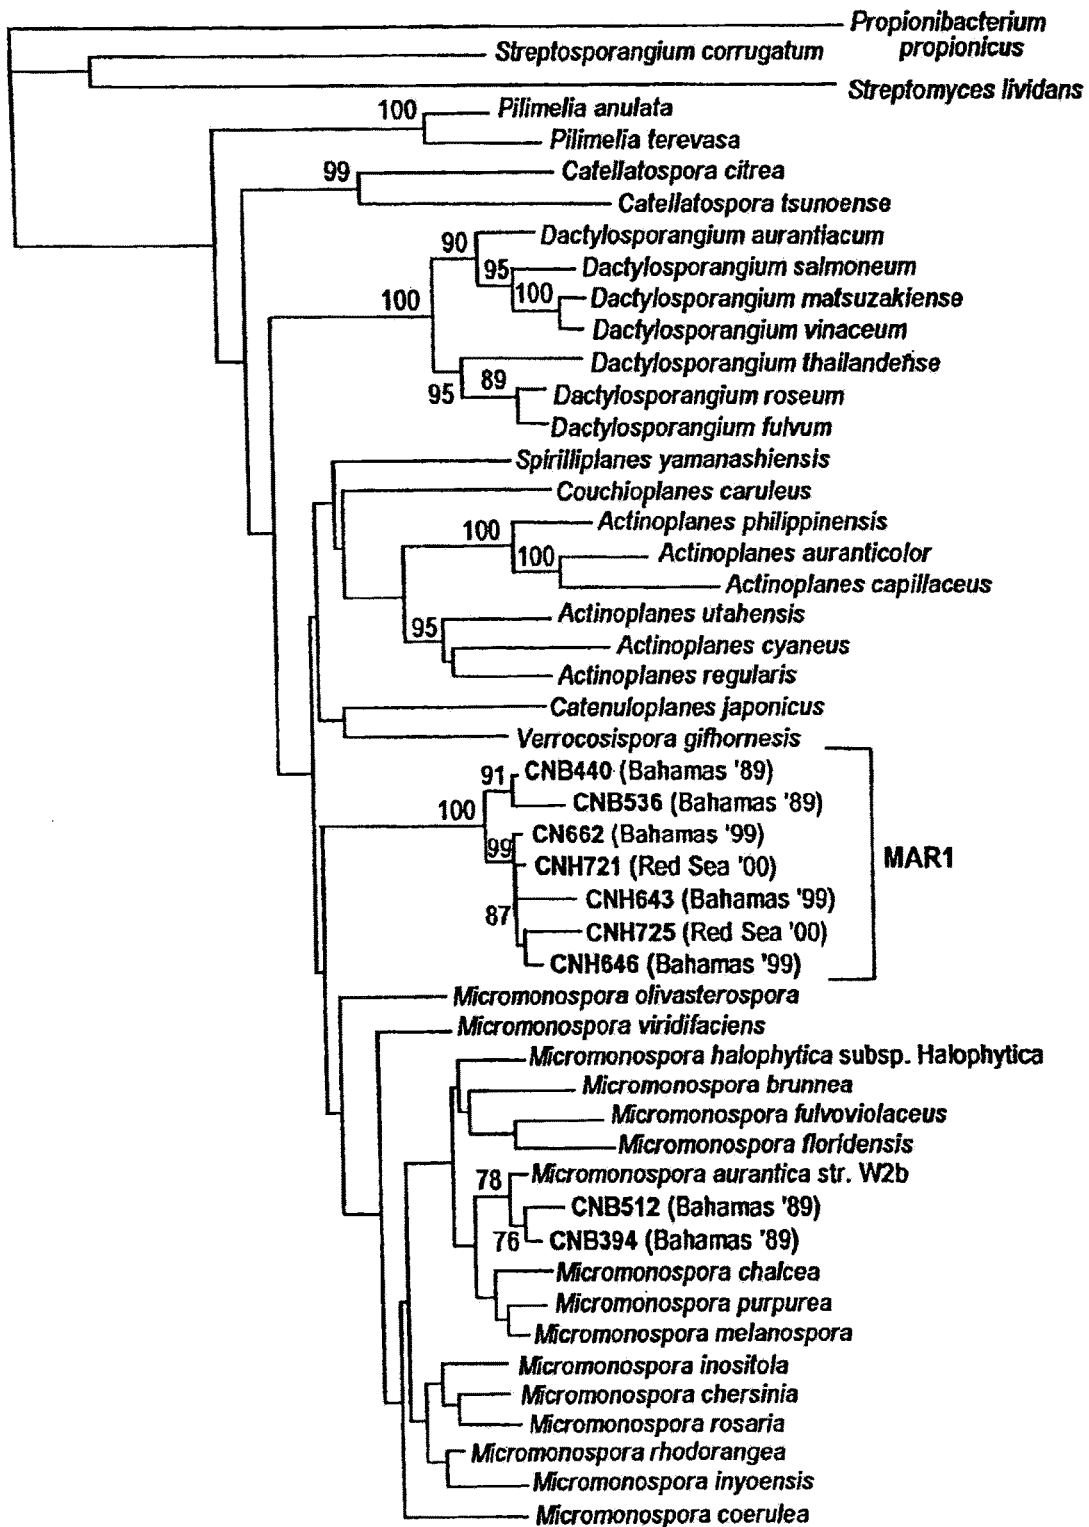 Propionibacterium
propionicus
Streptosporangium corrugatum
Streptomyces lividans
100
Pilimelia anulata
Pilimelia terevasa
99
Catellatospora citrea
Catellatospora tsunoense
90
Dactylosporangium aurantiacum
95
Dactylosporangium salmoneum
100
100
Dactylosporangium matsuzakiense
Dactylosporangium vinaceum
Dactylosporangium thailandense
95
89
Dactylosporangium roseum
Dactylosporangium fulvum
Spirilliplanes yamanashiensis
Couchioplanes caruleus
100
Actinoplanes philippinensis
100
Actinoplanes auranticolor
Actinoplanes capillaceus
Actinoplanes utahensis
95
Actinoplanes cyaneus
Actinoplanes regularis
Catenuloplanes japonicus
Verrocosispora gifhornesis
91
CNB440 (Bahamas '89)
100
CNB536 (Bahamas '89)
CN662 (Bahamas '99)
99
CNH721 (Red Sea '00)
MAR1
CNH643 (Bahamas '99)
87
CNH725 (Red Sea '00)
CNH646 (Bahamas '99)
Micromonospora olivasterospora
Micromonospora viridifaciens
Micromonospora halophytica subsp. Halophytica
Micromonospora brunnea
Micromonospora fulvoviolaceus
Micromonospora floridensis
78
Micromonospora aurantica str. W2b
CNB512 (Bahamas '89)
76
CNB394 (Bahamas '89)
Micromonospora chalcea
Micromonospora purpurea
Micromonospora melanospora
Micromonospora inositola
Micromonospora chersinia
Micromonospora rosaria
Micromonospora rhodorangea
Micromonospora inyoensis
Micromonospora coerulea